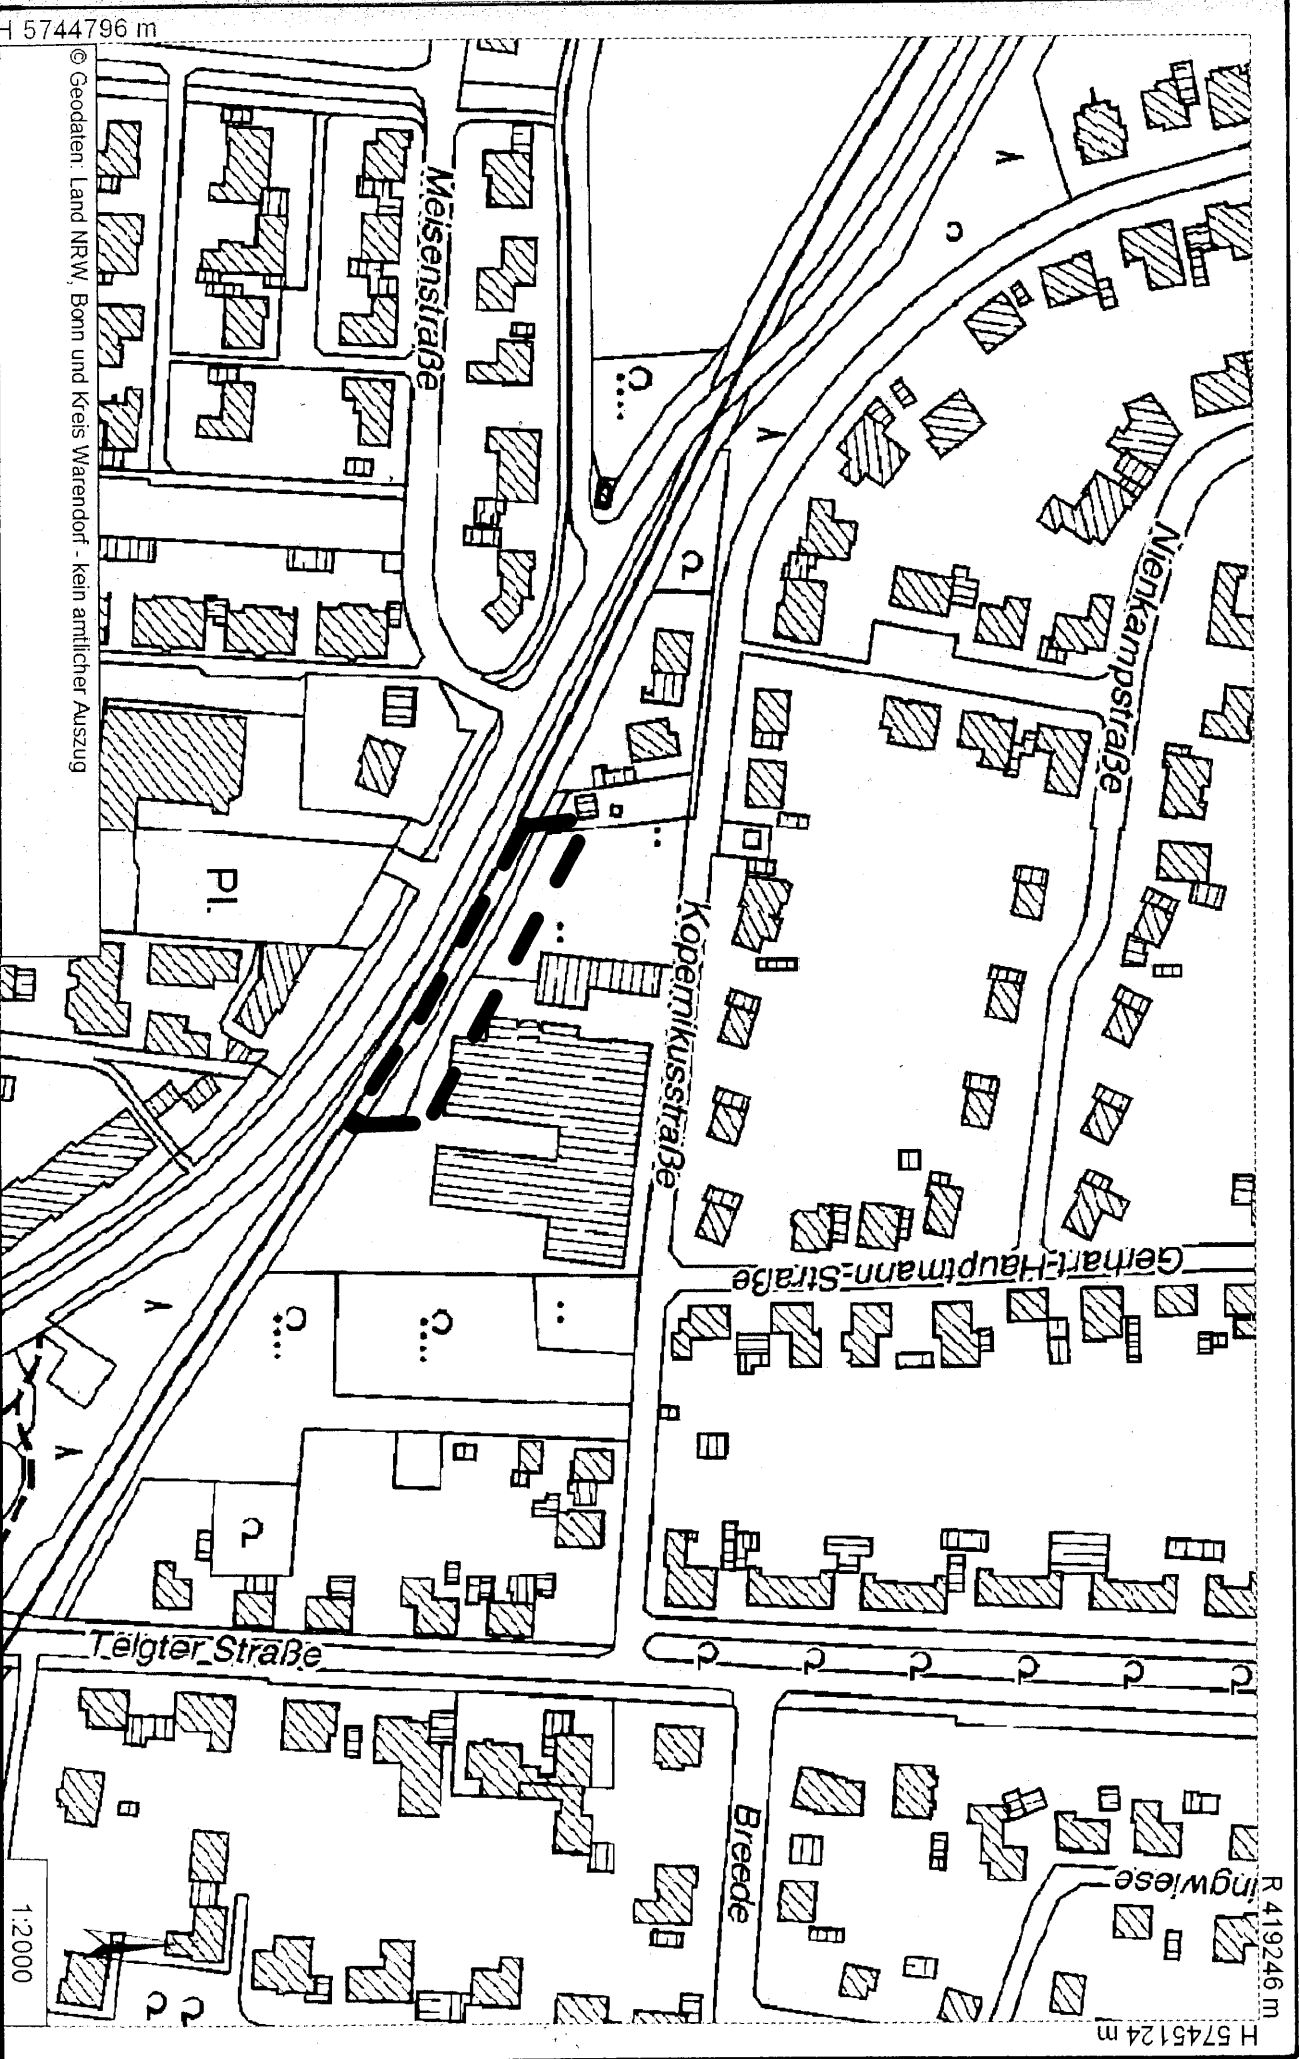 H 5744796 m
© Geodaten: Land NRW, Bonn und Kreis Warendorf - kein amtlicher Auszug
Meisenstraße
Nienkampstraße
Pl.
Kopernikusstraße
Gerhart-Hauptmann-Straße
Telgter Straße
Breede
ingwiese
R 419246 m
H 5745124 m
1:2000